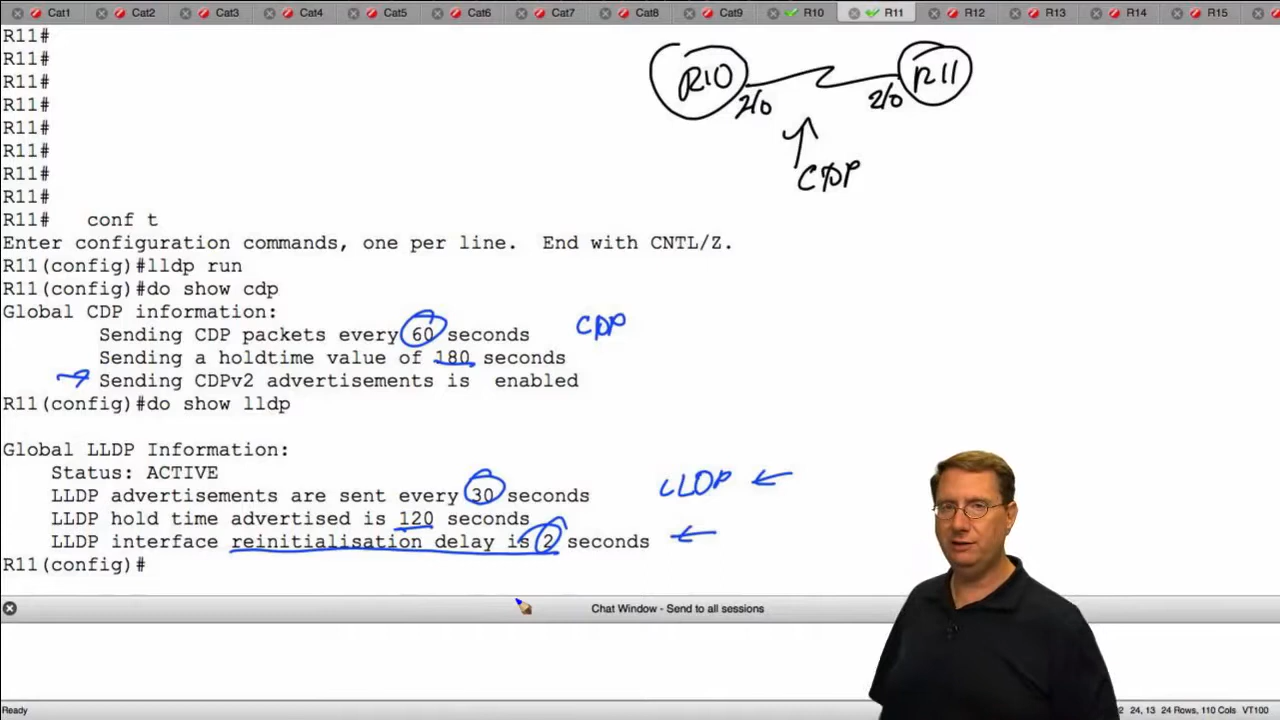 Cat1 Cat2 Cat3 Cat4 Cat5 Cat6 Cat7 Cat8 Cat9 R10 R11 R12 R13 R14 R15
R11#
R11#
R11#
R11#
R11#
R11#
R11#
R11#
R11# conf t
Enter configuration commands, one per line. End with CNTL/Z.
R11(config)#lldp run
R11(config)#do show cdp
Global CDP information:
Sending CDP packets every 60 seconds
Sending a holdtime value of 180 seconds
Sending CDPv2 advertisements is enabled
R11(config)#do show lldp
Global LLDP Information:
Status: ACTIVE
LLDP advertisements are sent every 30 seconds
LLDP hold time advertised is 120 seconds
LLDP interface reinitialisation delay is 2 seconds
R11(config)#
R10 R11
2/0 2/0
CDP
CDP
LLDP
Chat Window - Send to all sessions
Ready
24, 13 24 Rows, 110 Cols VT100